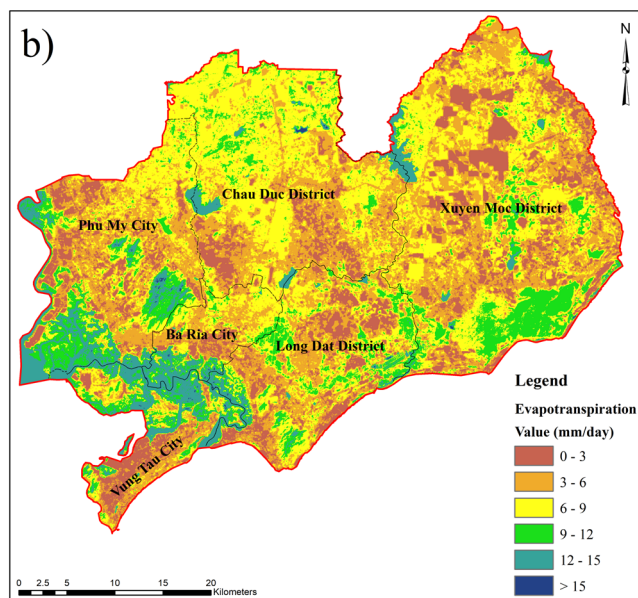 b)
N
Chau Duc District
Xuyen Moc District
Phu My City
Ba Ria City
Long Dat District
Vung Tau City
Legend
Evapotranspiration
Value (mm/day)
0 - 3
3 - 6
6 - 9
9 - 12
12 - 15
> 15
0 2.5 5 10 15 20
Kilometers